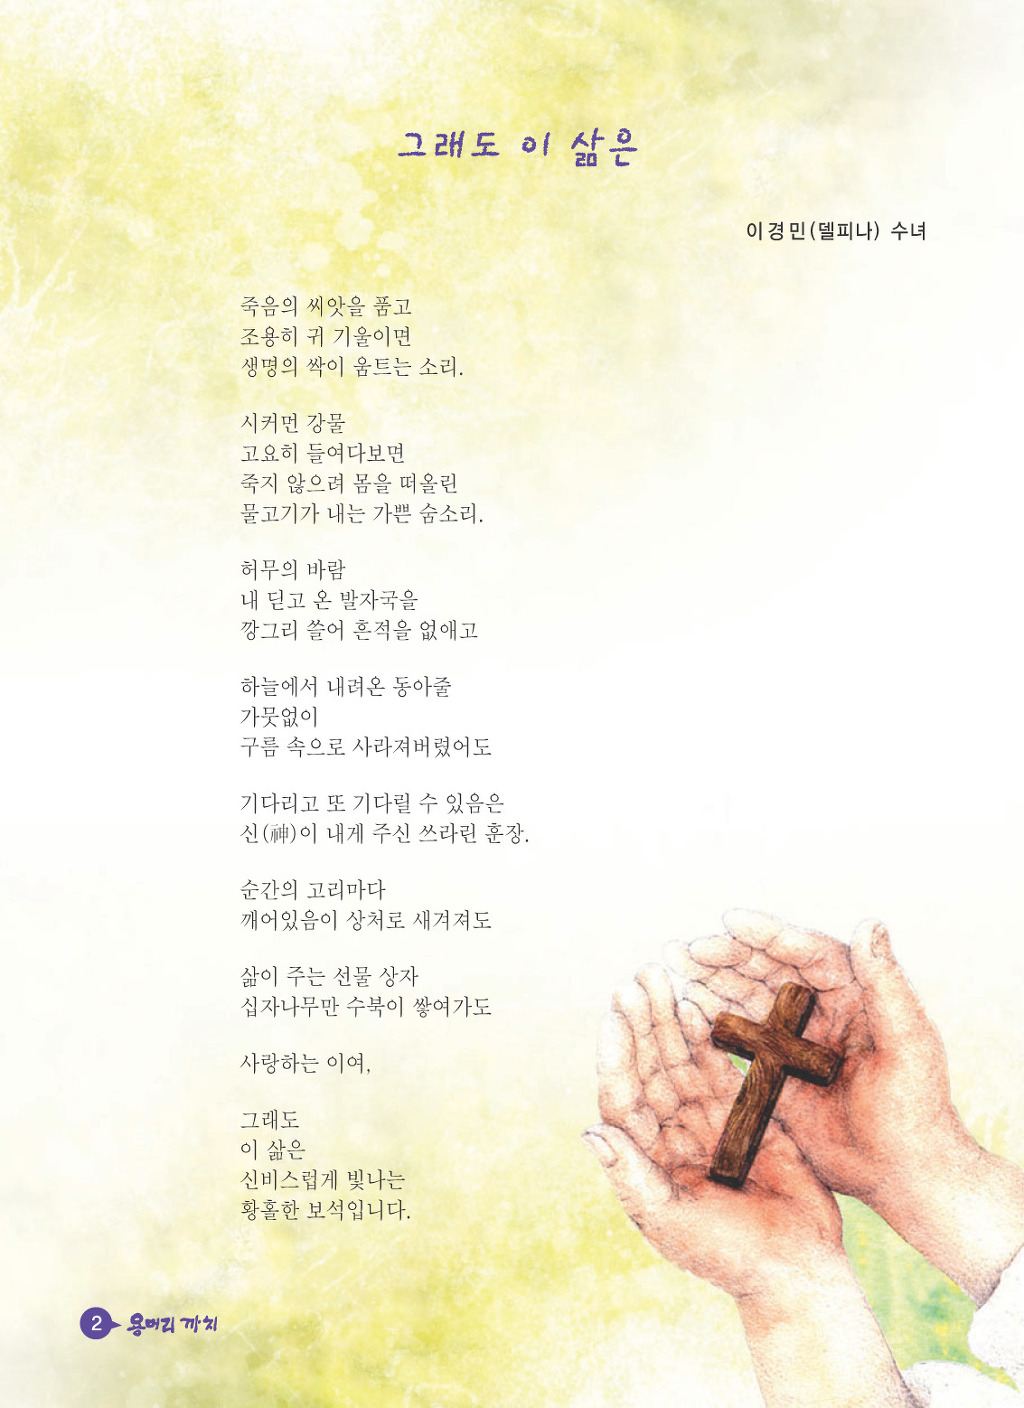 그래도 이 삶은
이경민(델피나) 수녀
죽음의 씨앗을 품고
조용히 귀 기울이면
생명의 싹이 움트는 소리.
시커먼 강물
고요히 들여다보면
죽지 않으려 몸을 떠올린
물고기가 내는 가쁜 숨소리.
허무의 바람
내 딛고 온 발자국을
깡그리 쓸어 흔적을 없애고
하늘에서 내려온 동아줄
가뭇없이
구름 속으로 사라져버렸어도
기다리고 또 기다릴 수 있음은
신(神)이 내게 주신 쓰라린 훈장.
순간의 고리마다
깨어있음이 상처로 새겨져도
삶이 주는 선물 상자
십자나무만 수북이 쌓여가도
사랑하는 이여,
그래도
이 삶은
신비스럽게 빛나는
황홀한 보석입니다.
2 용머리 까치